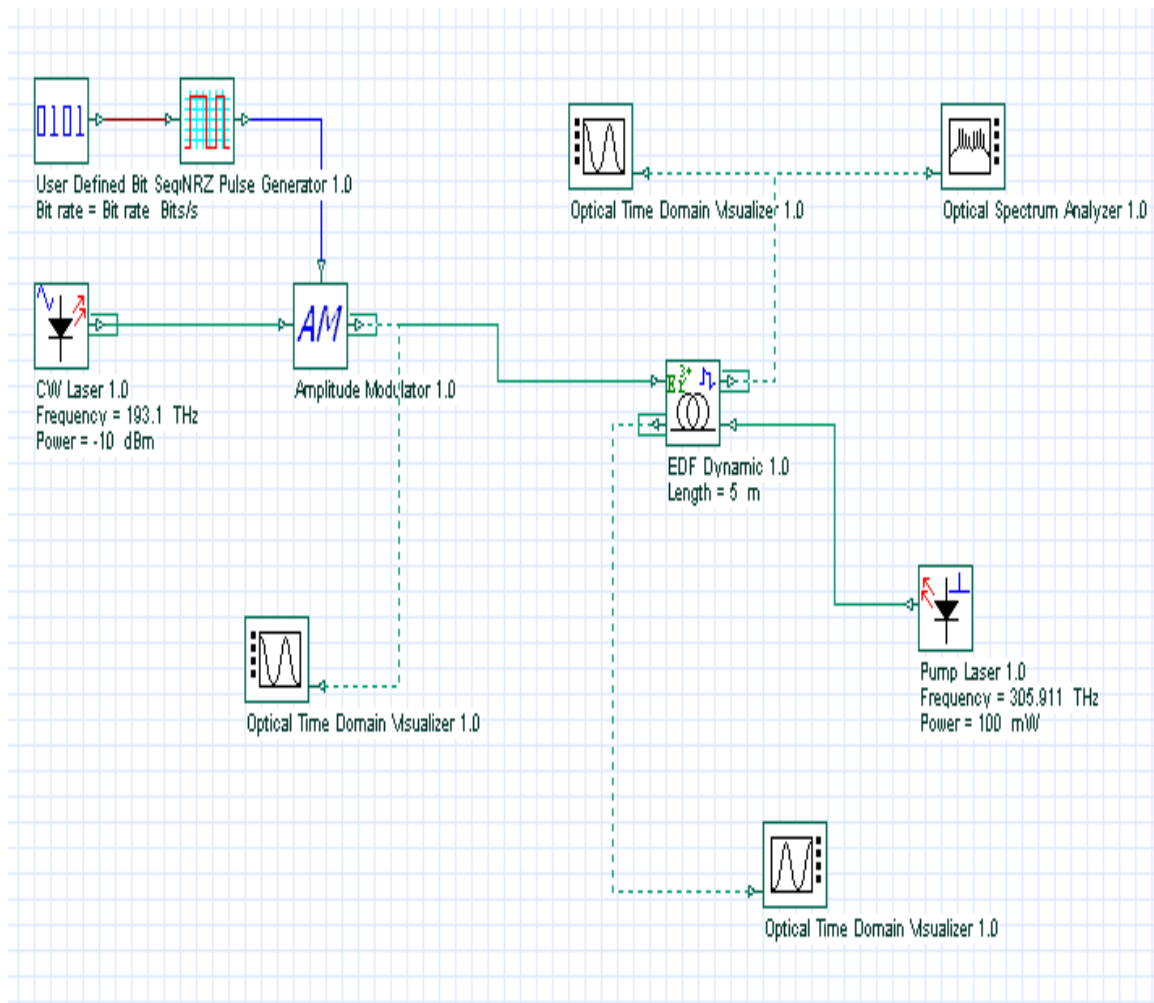 0101
User Defined Bit SeqNRZ Pulse Generator 1.0
Bit rate = Bit rate Bits/s
Optical Time Domain Visualizer 1.0
Optical Spectrum Analyzer 1.0
AM
CW Laser 1.0
Frequency = 193.1 THz
Power = -10 dBm
Amplitude Modulator 1.0
Er 3+
EDF Dynamic 1.0
Length = 5 m
Optical Time Domain Visualizer 1.0
Pump Laser 1.0
Frequency = 305.911 THz
Power = 100 mW
Optical Time Domain Visualizer 1.0